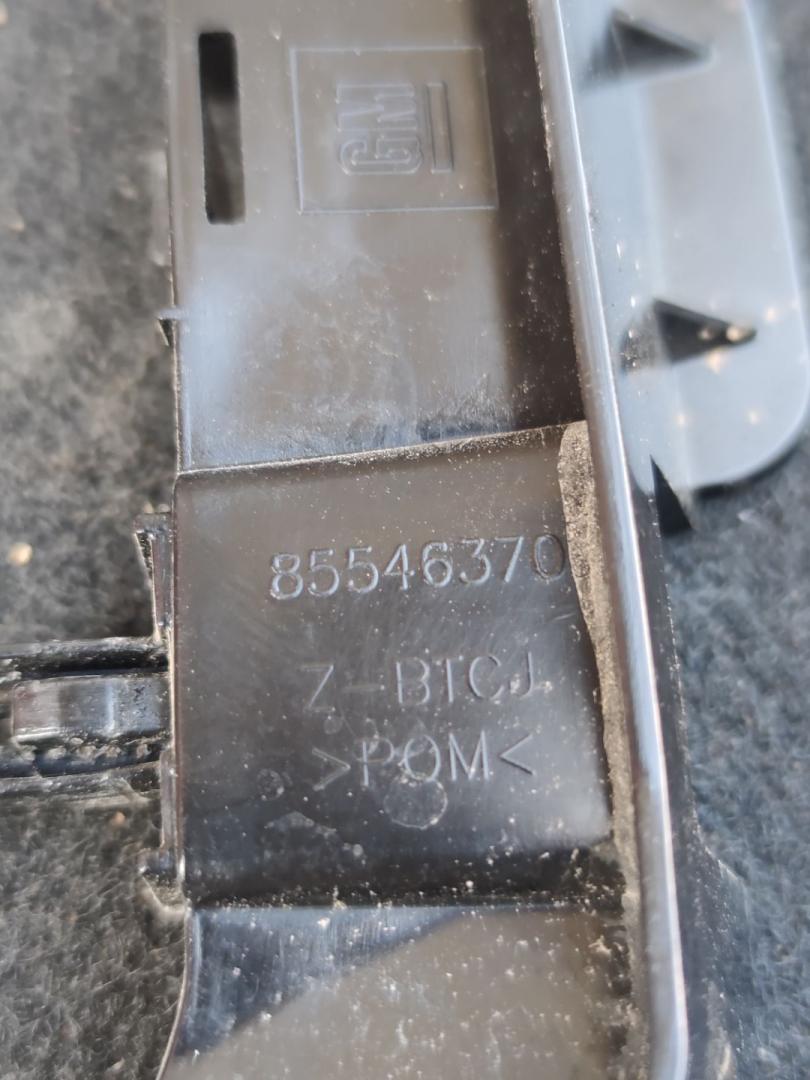 GM
85546370
Z-BTCJ
>POM<